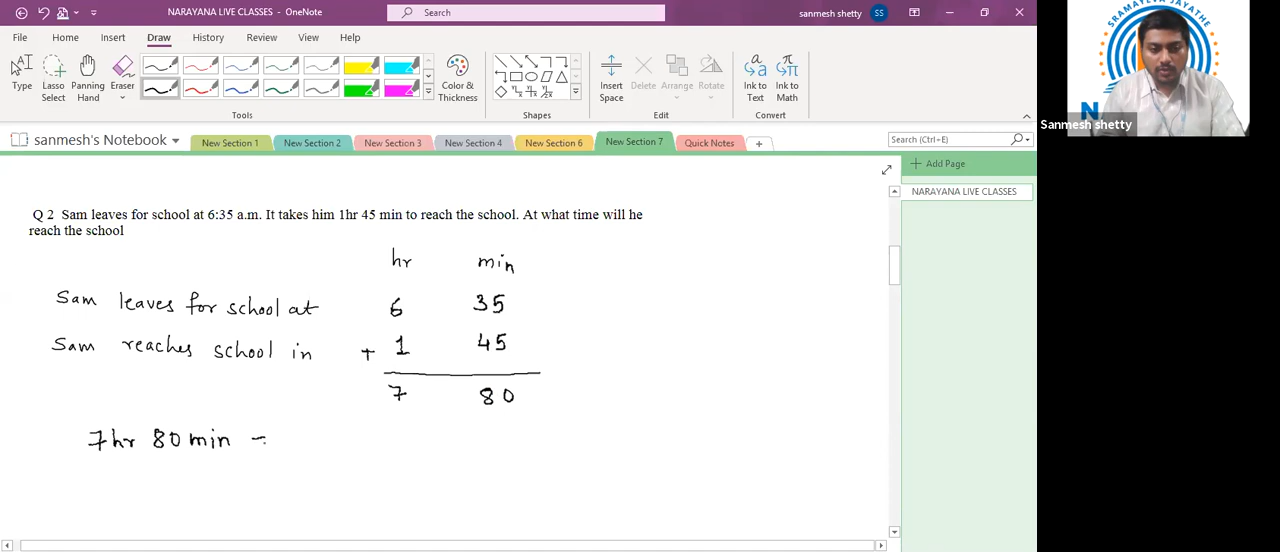 NARAYANA LIVE CLASSES - OneNote
Search
sanmesh shetty
SS
File Home Insert Draw History Review View Help
Type
Lasso Select
Panning Hand
Eraser
Color & Thickness
Insert Space
Delete
Arrange
Rotate
Ink to Text
Ink to Math
Tools
Shapes
Edit
Convert
sanmesh's Notebook
New Section 1
New Section 2
New Section 3
New Section 4
New Section 6
New Section 7
Quick Notes
Search (Ctrl+E)
Add Page
NARAYANA LIVE CLASSES
SRAMAYEVA JAYATHE
N
Sanmesh shetty
Q 2 Sam leaves for school at 6:35 a.m. It takes him 1hr 45 min to reach the school. At what time will he
reach the school
hr min
Sam leaves for school at 6 35
Sam reaches school in + 1 45
7 80
7hr 80min =